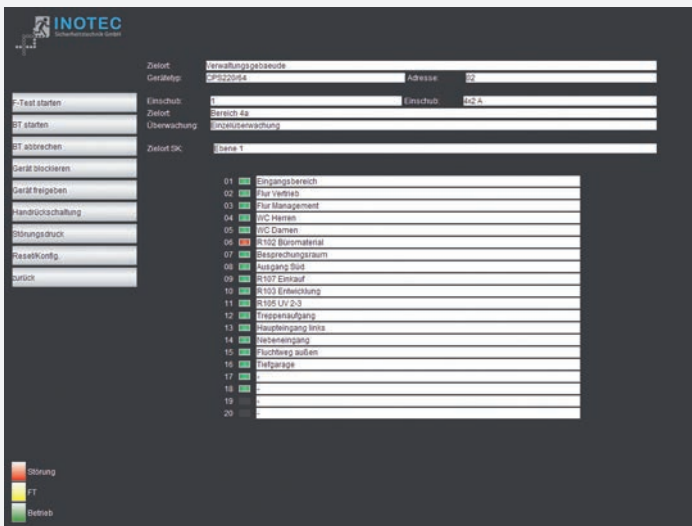 INOTEC
Sicherheitstechnik GmbH
Zielort: Verwaltungsgebaeude
Gerätetyp: CPS220/64 Adresse: 02
F-Test starten
BT starten
BT abbrechen
Gerät blockieren
Gerät freigeben
Handrückschaltung
Störungsdruck
Reset/Konfig.
zurück
Einschub: 1 Einschub: 4x2 A
Zielort: Bereich 4a
Überwachung: Einzelüberwachung
Zielort SK: Ebene 1
01 Eingangsbereich
02 Flur Vertrieb
03 Flur Management
04 WC Herren
05 WC Damen
06 R102 Büromaterial
07 Besprechungsraum
08 Ausgang Süd
09 R107 Einkauf
10 R103 Entwicklung
11 R105 UV 2-3
12 Treppenaufgang
13 Haupteingang links
14 Nebeneingang
15 Fluchtweg außen
16 Tiefgarage
17 -
18 -
19 -
20 -
Störung
FT
Betrieb